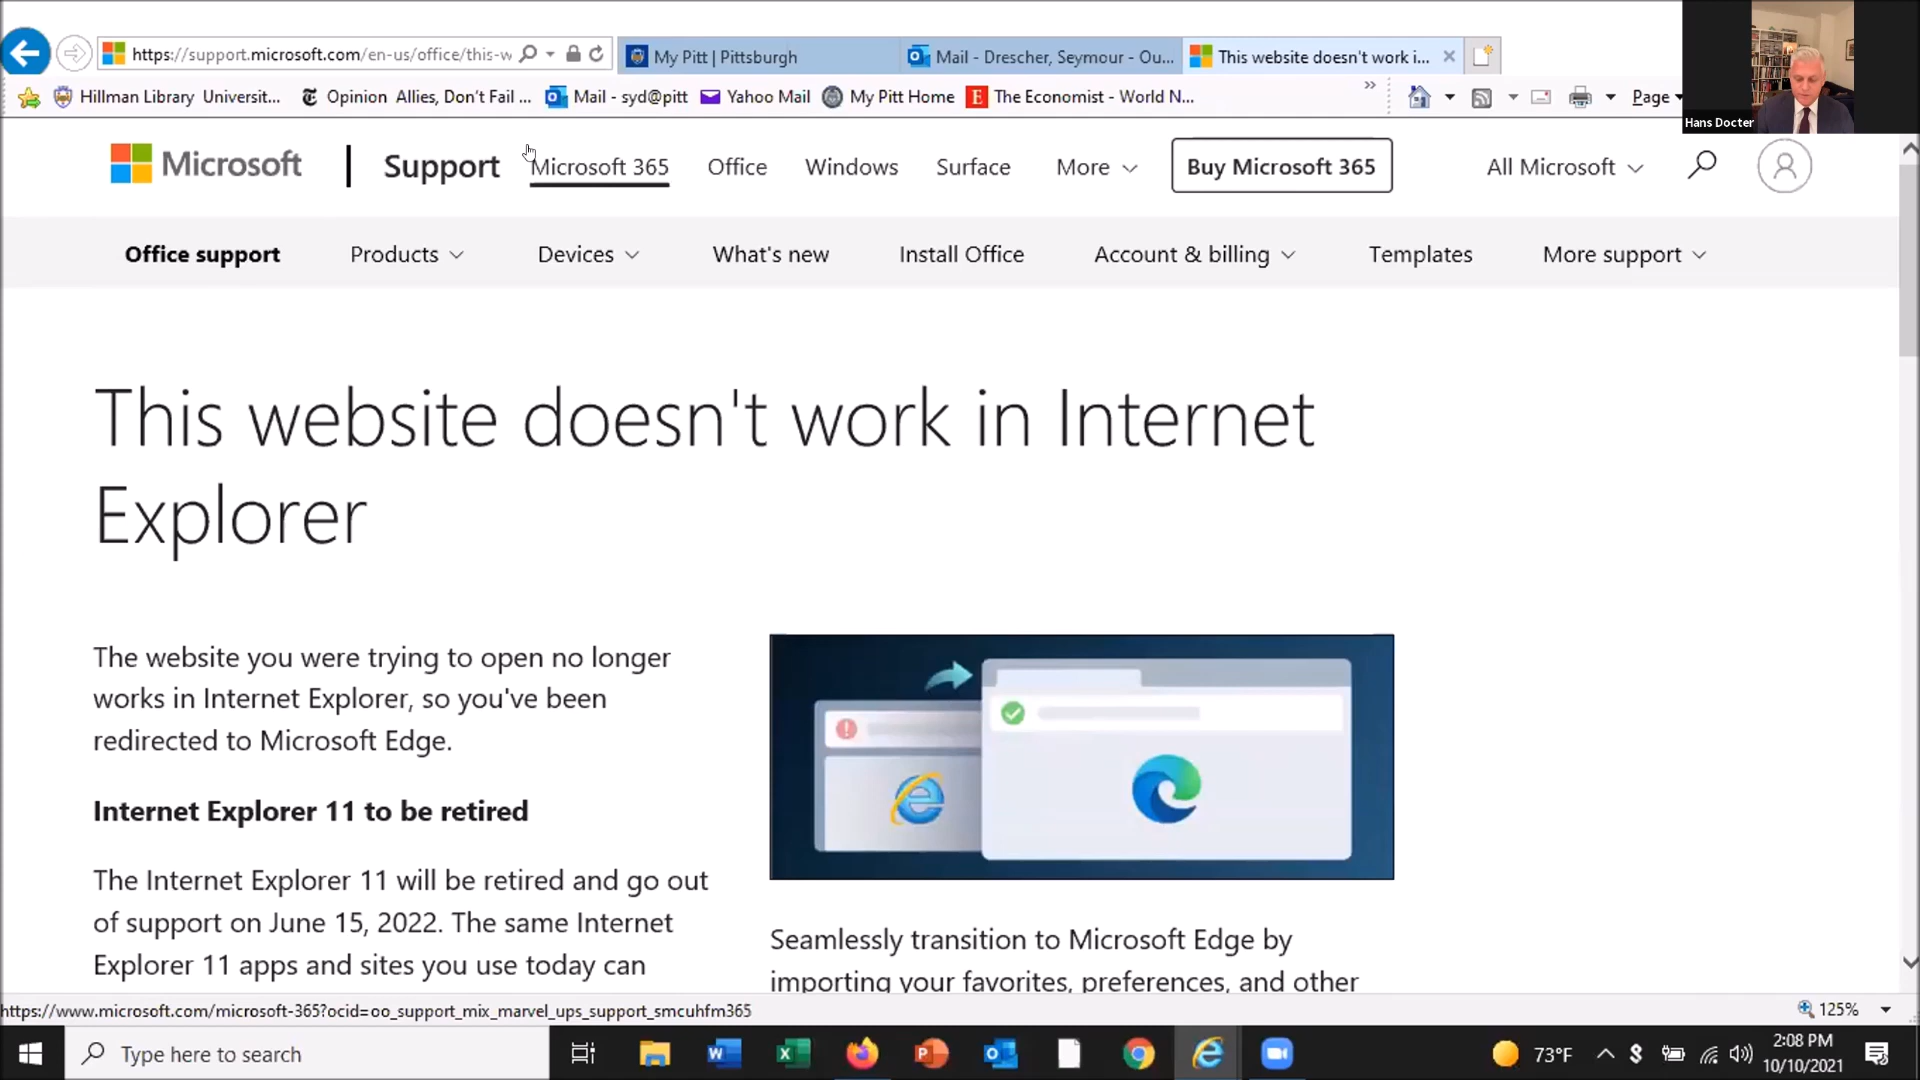 https://support.microsoft.com/en-us/office/this-w
My Pitt | Pittsburgh
Mail - Drescher, Seymour - Ou...
This website doesn't work i...
Hillman Library Universit...
Opinion Allies, Don't Fail ...
Mail - syd@pitt
Yahoo Mail
My Pitt Home
The Economist - World N...
Page
Hans Docter
Microsoft
Support
Microsoft 365
Office
Windows
Surface
More
Buy Microsoft 365
All Microsoft
Office support
Products
Devices
What's new
Install Office
Account & billing
Templates
More support
This website doesn't work in Internet
Explorer
The website you were trying to open no longer
works in Internet Explorer, so you've been
redirected to Microsoft Edge.
Internet Explorer 11 to be retired
The Internet Explorer 11 will be retired and go out
of support on June 15, 2022. The same Internet
Explorer 11 apps and sites you use today can
Seamlessly transition to Microsoft Edge by
importing your favorites, preferences, and other
https://www.microsoft.com/microsoft-365?ocid=oo_support_mix_marvel_ups_support_smcuhfm365
125%
Type here to search
73°F
2:08 PM
10/10/2021